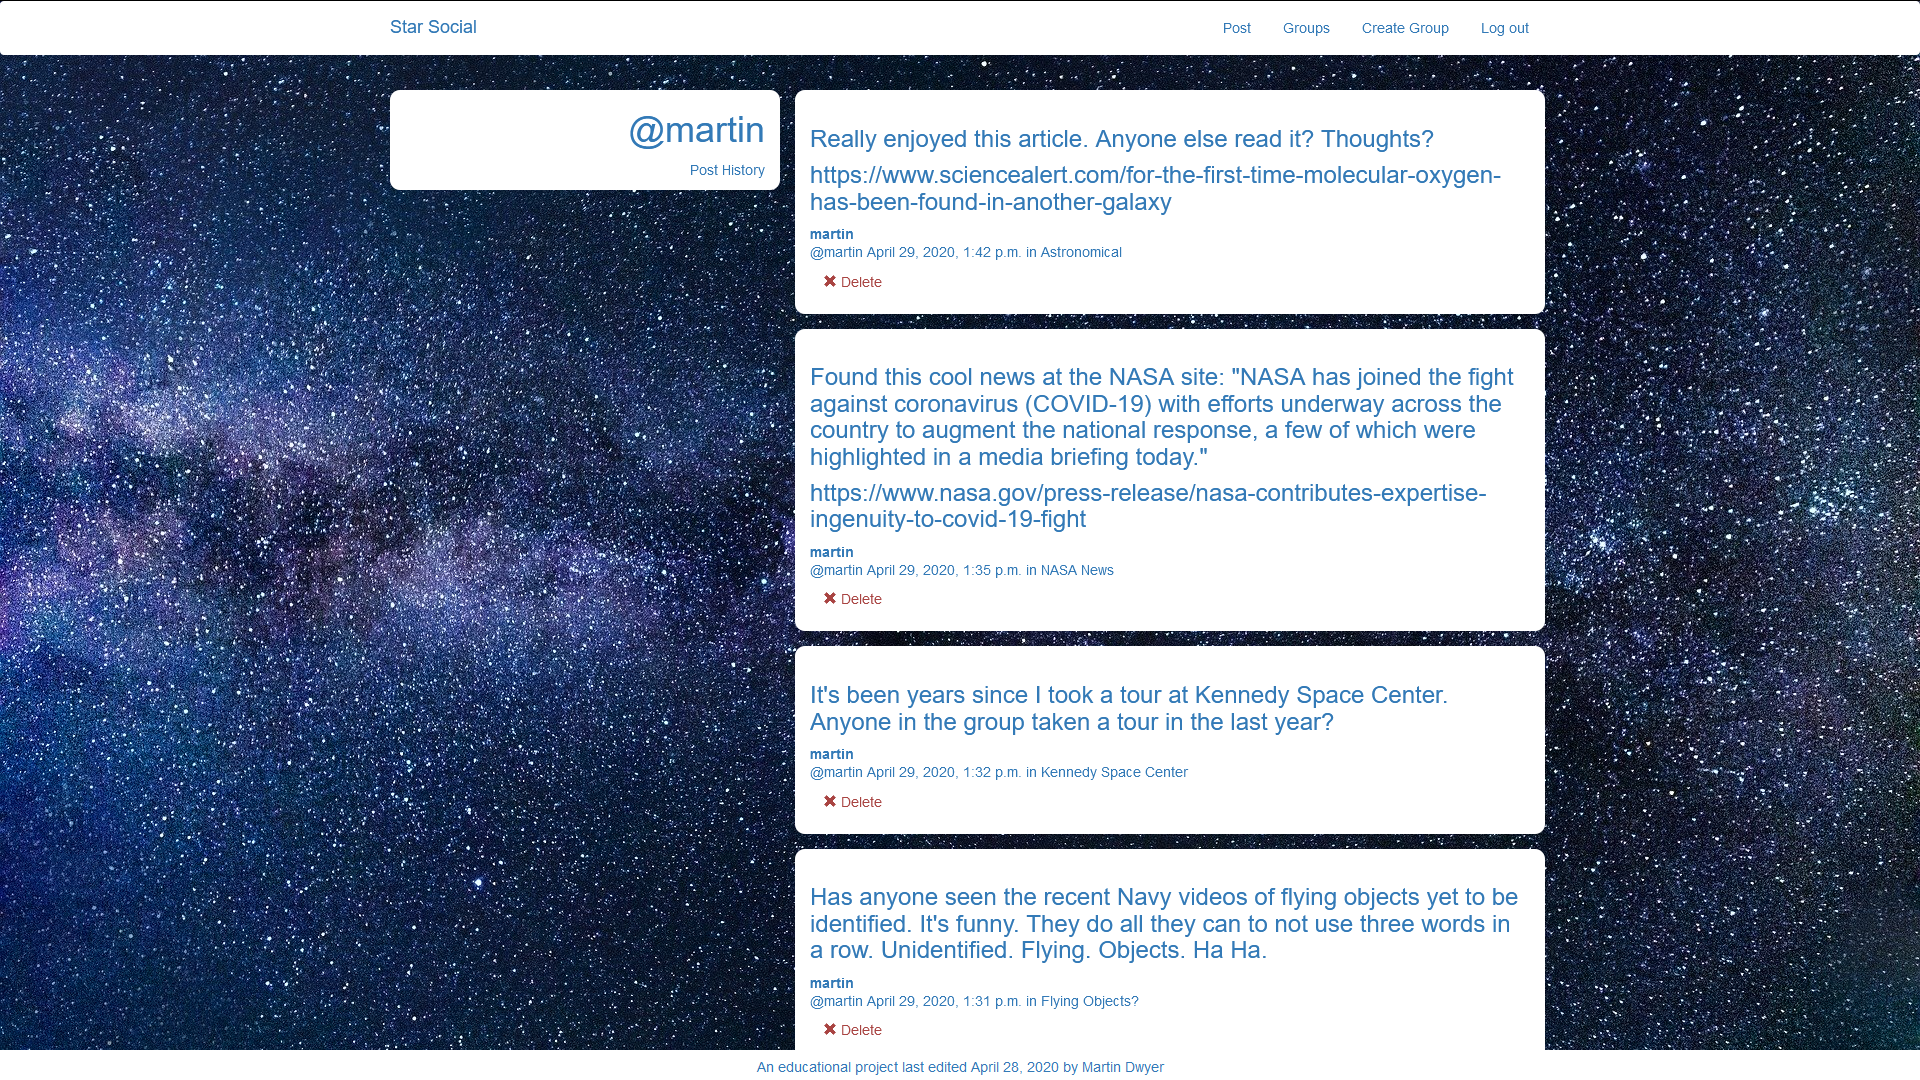 Star Social
Post
Groups
Create Group
Log out
@martin
Post History
Really enjoyed this article. Anyone else read it? Thoughts?
https://www.sciencealert.com/for-the-first-time-molecular-oxygen-
has-been-found-in-another-galaxy
martin
@martin April 29, 2020, 1:42 p.m. in Astronomical
✖ Delete
Found this cool news at the NASA site: "NASA has joined the fight
against coronavirus (COVID-19) with efforts underway across the
country to augment the national response, a few of which were
highlighted in a media briefing today."
https://www.nasa.gov/press-release/nasa-contributes-expertise-
ingenuity-to-covid-19-fight
martin
@martin April 29, 2020, 1:35 p.m. in NASA News
✖ Delete
It's been years since I took a tour at Kennedy Space Center.
Anyone in the group taken a tour in the last year?
martin
@martin April 29, 2020, 1:32 p.m. in Kennedy Space Center
✖ Delete
Has anyone seen the recent Navy videos of flying objects yet to be
identified. It's funny. They do all they can to not use three words in
a row. Unidentified. Flying. Objects. Ha Ha.
martin
@martin April 29, 2020, 1:31 p.m. in Flying Objects?
✖ Delete
An educational project last edited April 28, 2020 by Martin Dwyer